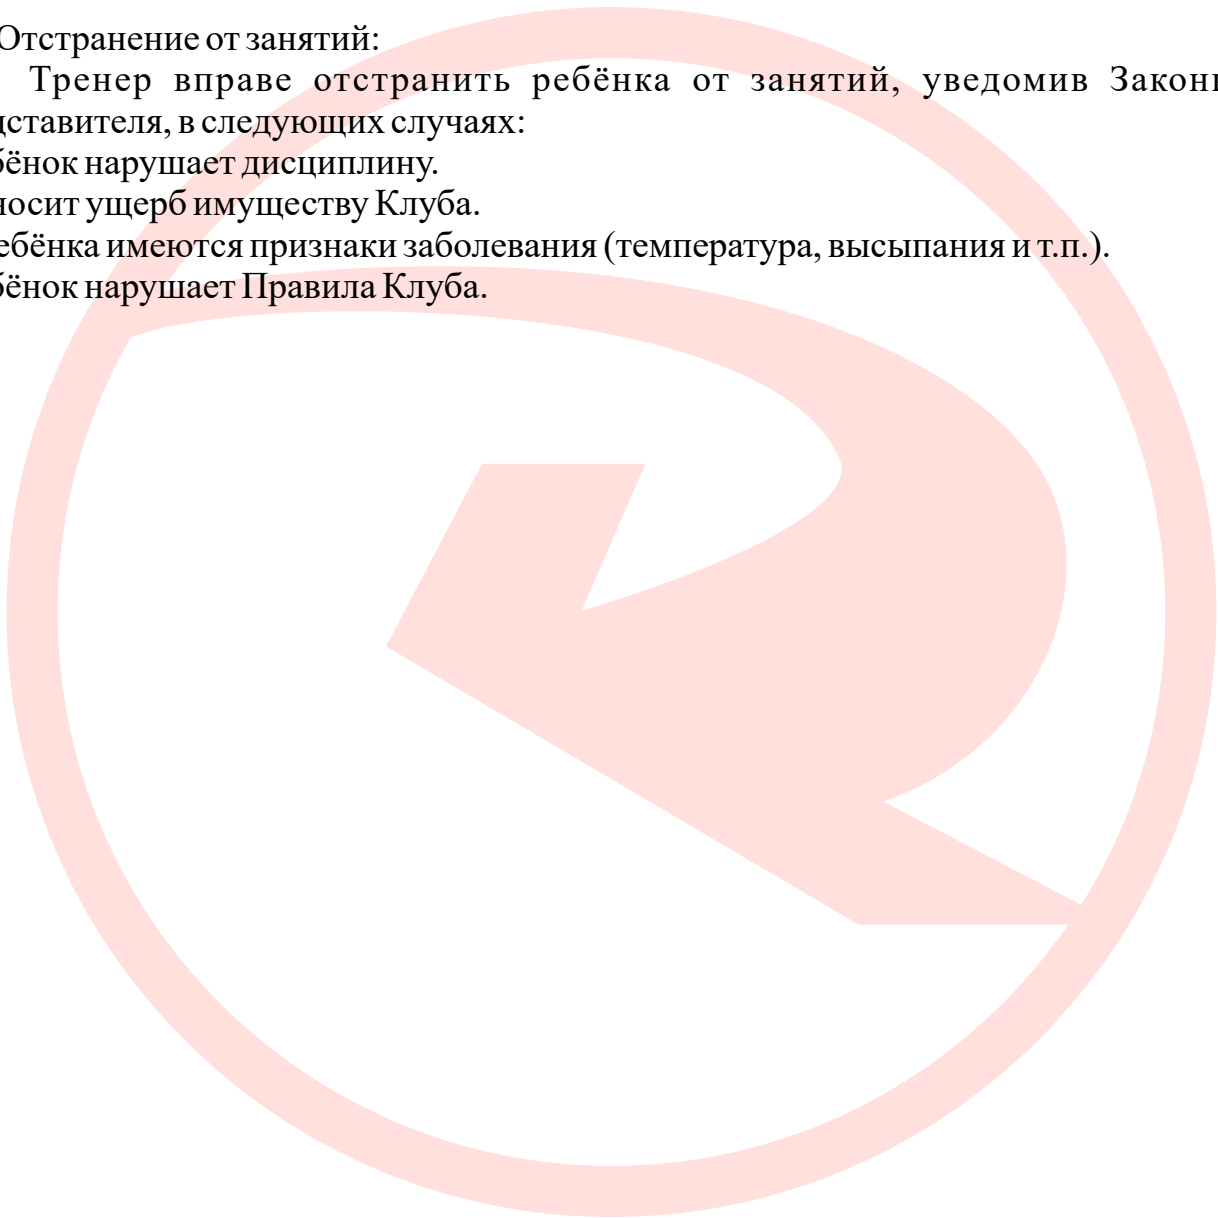 Отстранение от занятий:
Тренер вправе отстранить ребёнка от занятий, уведомив Законн
дставителя, в следующих случаях:
бёнок нарушает дисциплину.
носит ущерб имуществу Клуба.
ебёнка имеются признаки заболевания (температура, высыпания и т.п.).
бёнок нарушает Правила Клуба.